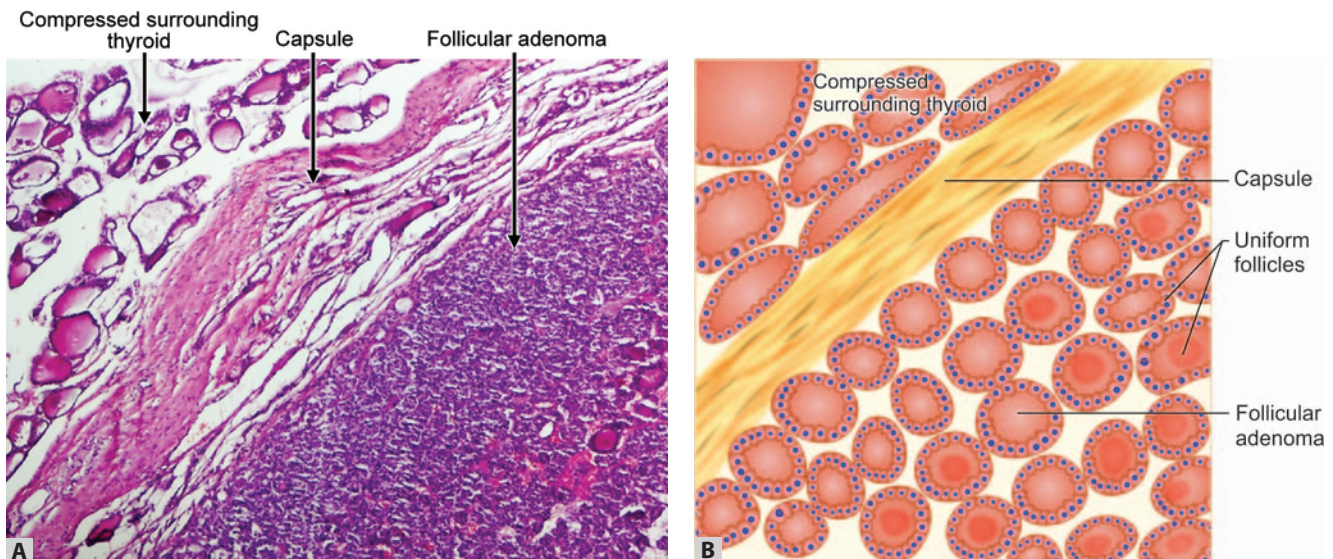 Compressed surrounding
thyroid
Capsule
Follicular adenoma
A
Compressed
surrounding thyroid
Capsule
Uniform
follicles
Follicular
adenoma
B